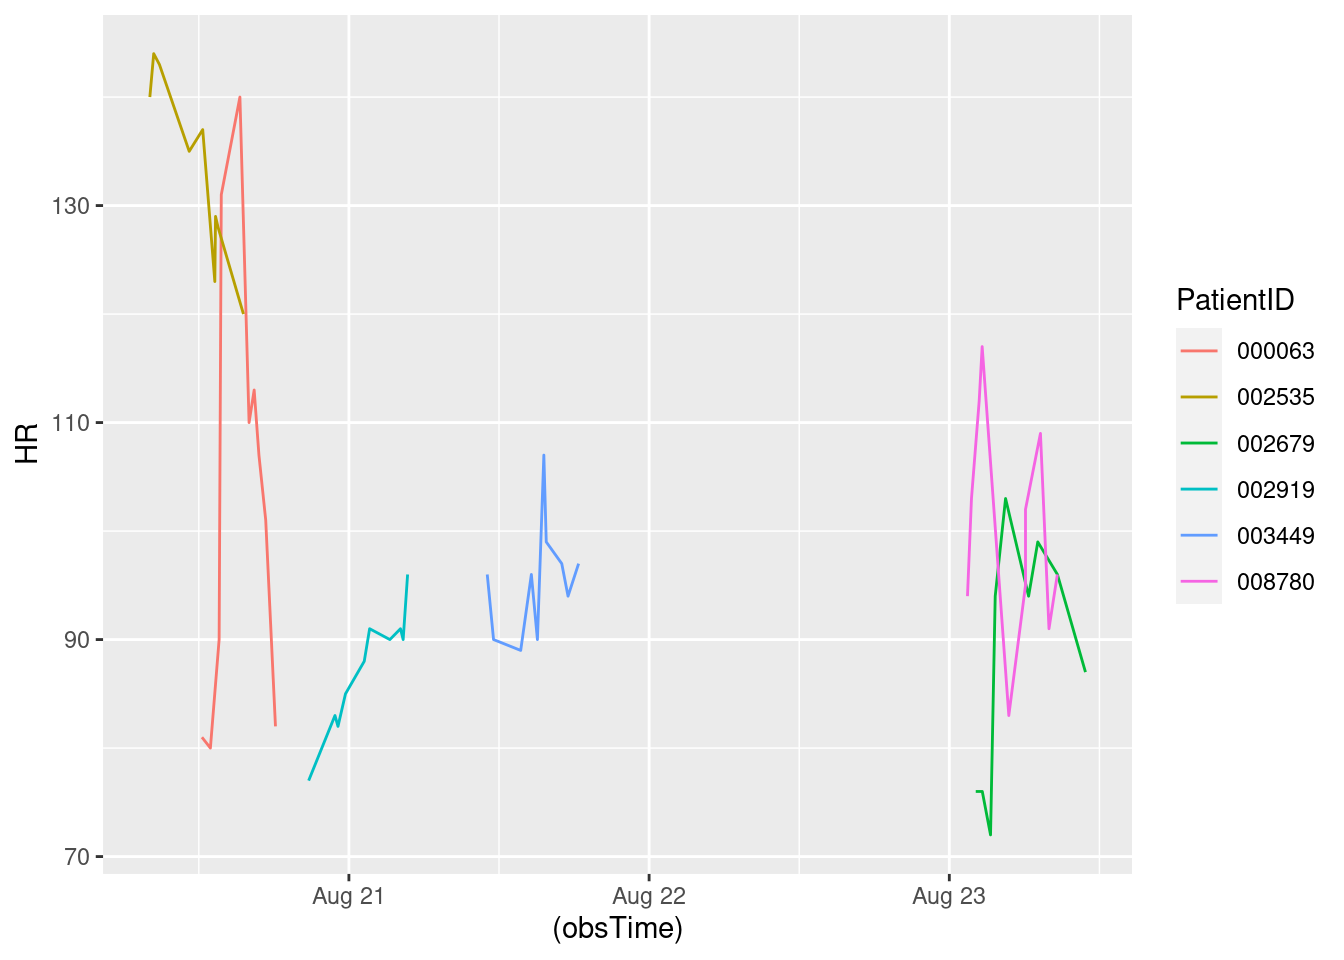 130
110
90
70
HR
Aug 21
Aug 22
Aug 23
(obsTime)
PatientID
000063
002535
002679
002919
003449
008780